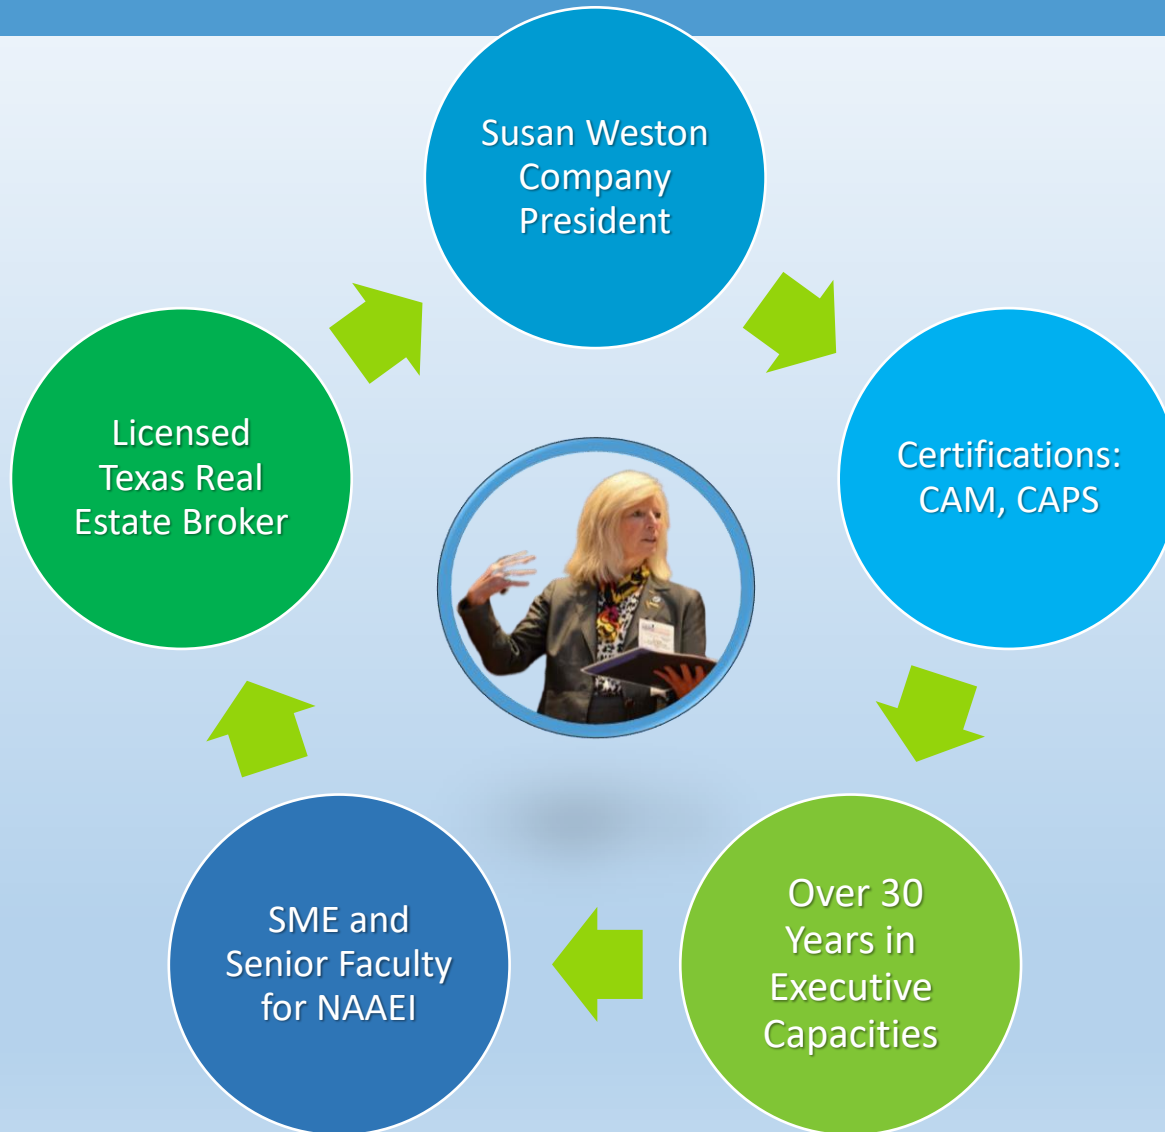 Susan Weston
Company
President
Certifications:
CAM, CAPS
Over 30
Years in
Executive
Capacities
SME and
Senior Faculty
for NAAEI
Licensed
Texas Real
Estate Broker